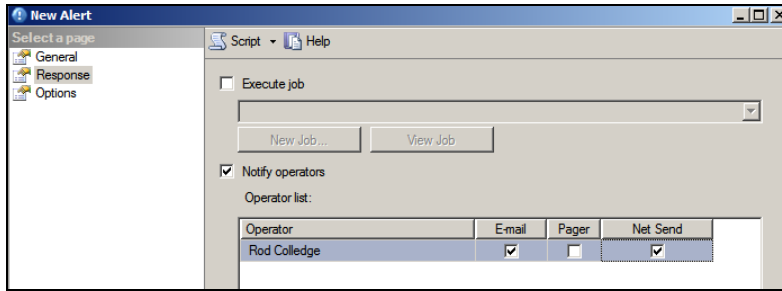 New Alert
Select a page
General
Response
Options
Script Help
Execute job
New Job... View Job
Notify operators
Operator list:
Operator E-mail Pager Net Send
Rod Colledge